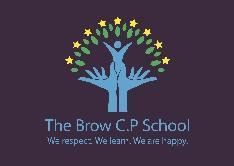 The Brow C.P School
We respect. We learn. We are happy.